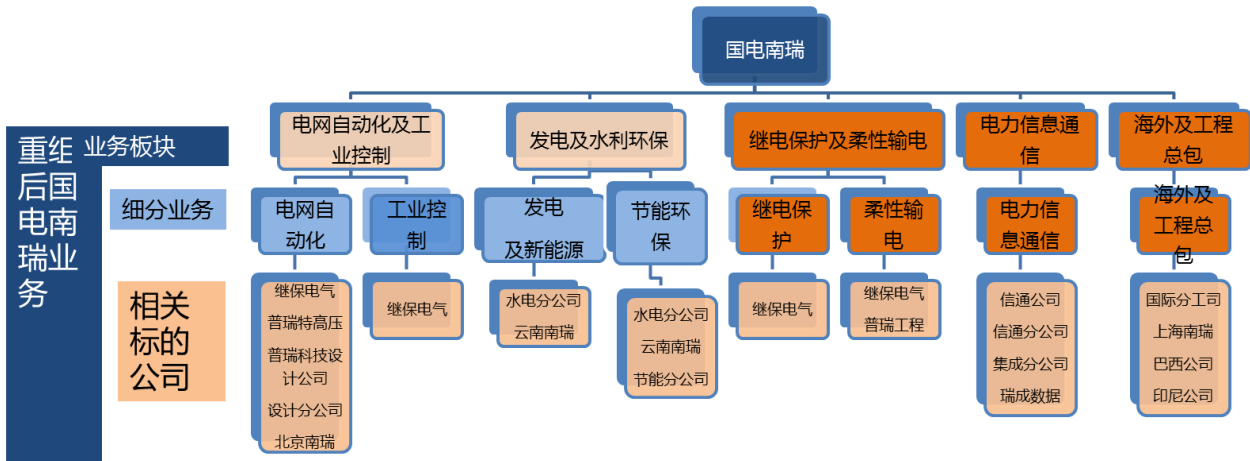 国电南瑞
电网自动化及工
业控制
发电及水利环保
继电保护及柔性输电
电力信息通
信
海外及工程
总包
重组
后国
电南
瑞业
务
业务板块
细分业务
电网自
动化
工业控
制
发电
及新能源
节能环
保
继电保
护
柔性输
电
电力信
息通信
海外及
工程总
包
相关
标的
公司
继保电气
普瑞特高压
普瑞科技设
计公司
设计分公司
北京南瑞
继保电气
水电分公司
云南南瑞
水电分公司
云南南瑞
节能分公司
继保电气
继保电气
普瑞工程
信通公司
信通分公司
集成分公司
瑞成数据
国际分工司
上海南瑞
巴西公司
印尼公司